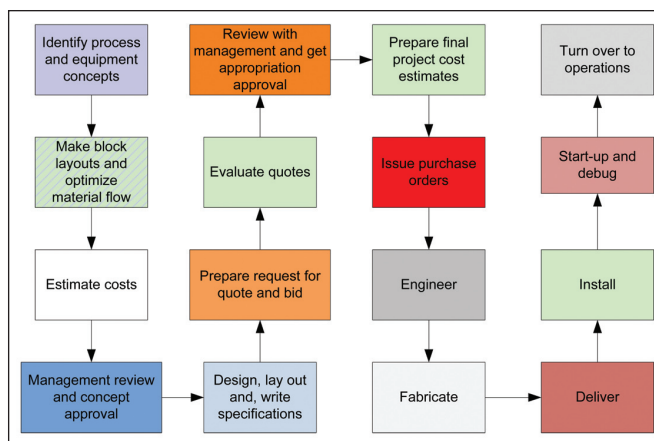 Identify process
and equipment
concepts
Make block
layouts and
optimize
material flow
Estimate costs
Management review
and concept
approval
Design, lay out
and, write
specifications
Prepare request for
quote and bid
Evaluate quotes
Review with
management and get
appropriation
approval
Prepare final
project cost
estimates
Issue purchase
orders
Engineer
Fabricate
Deliver
Install
Start-up and
debug
Turn over to
operations